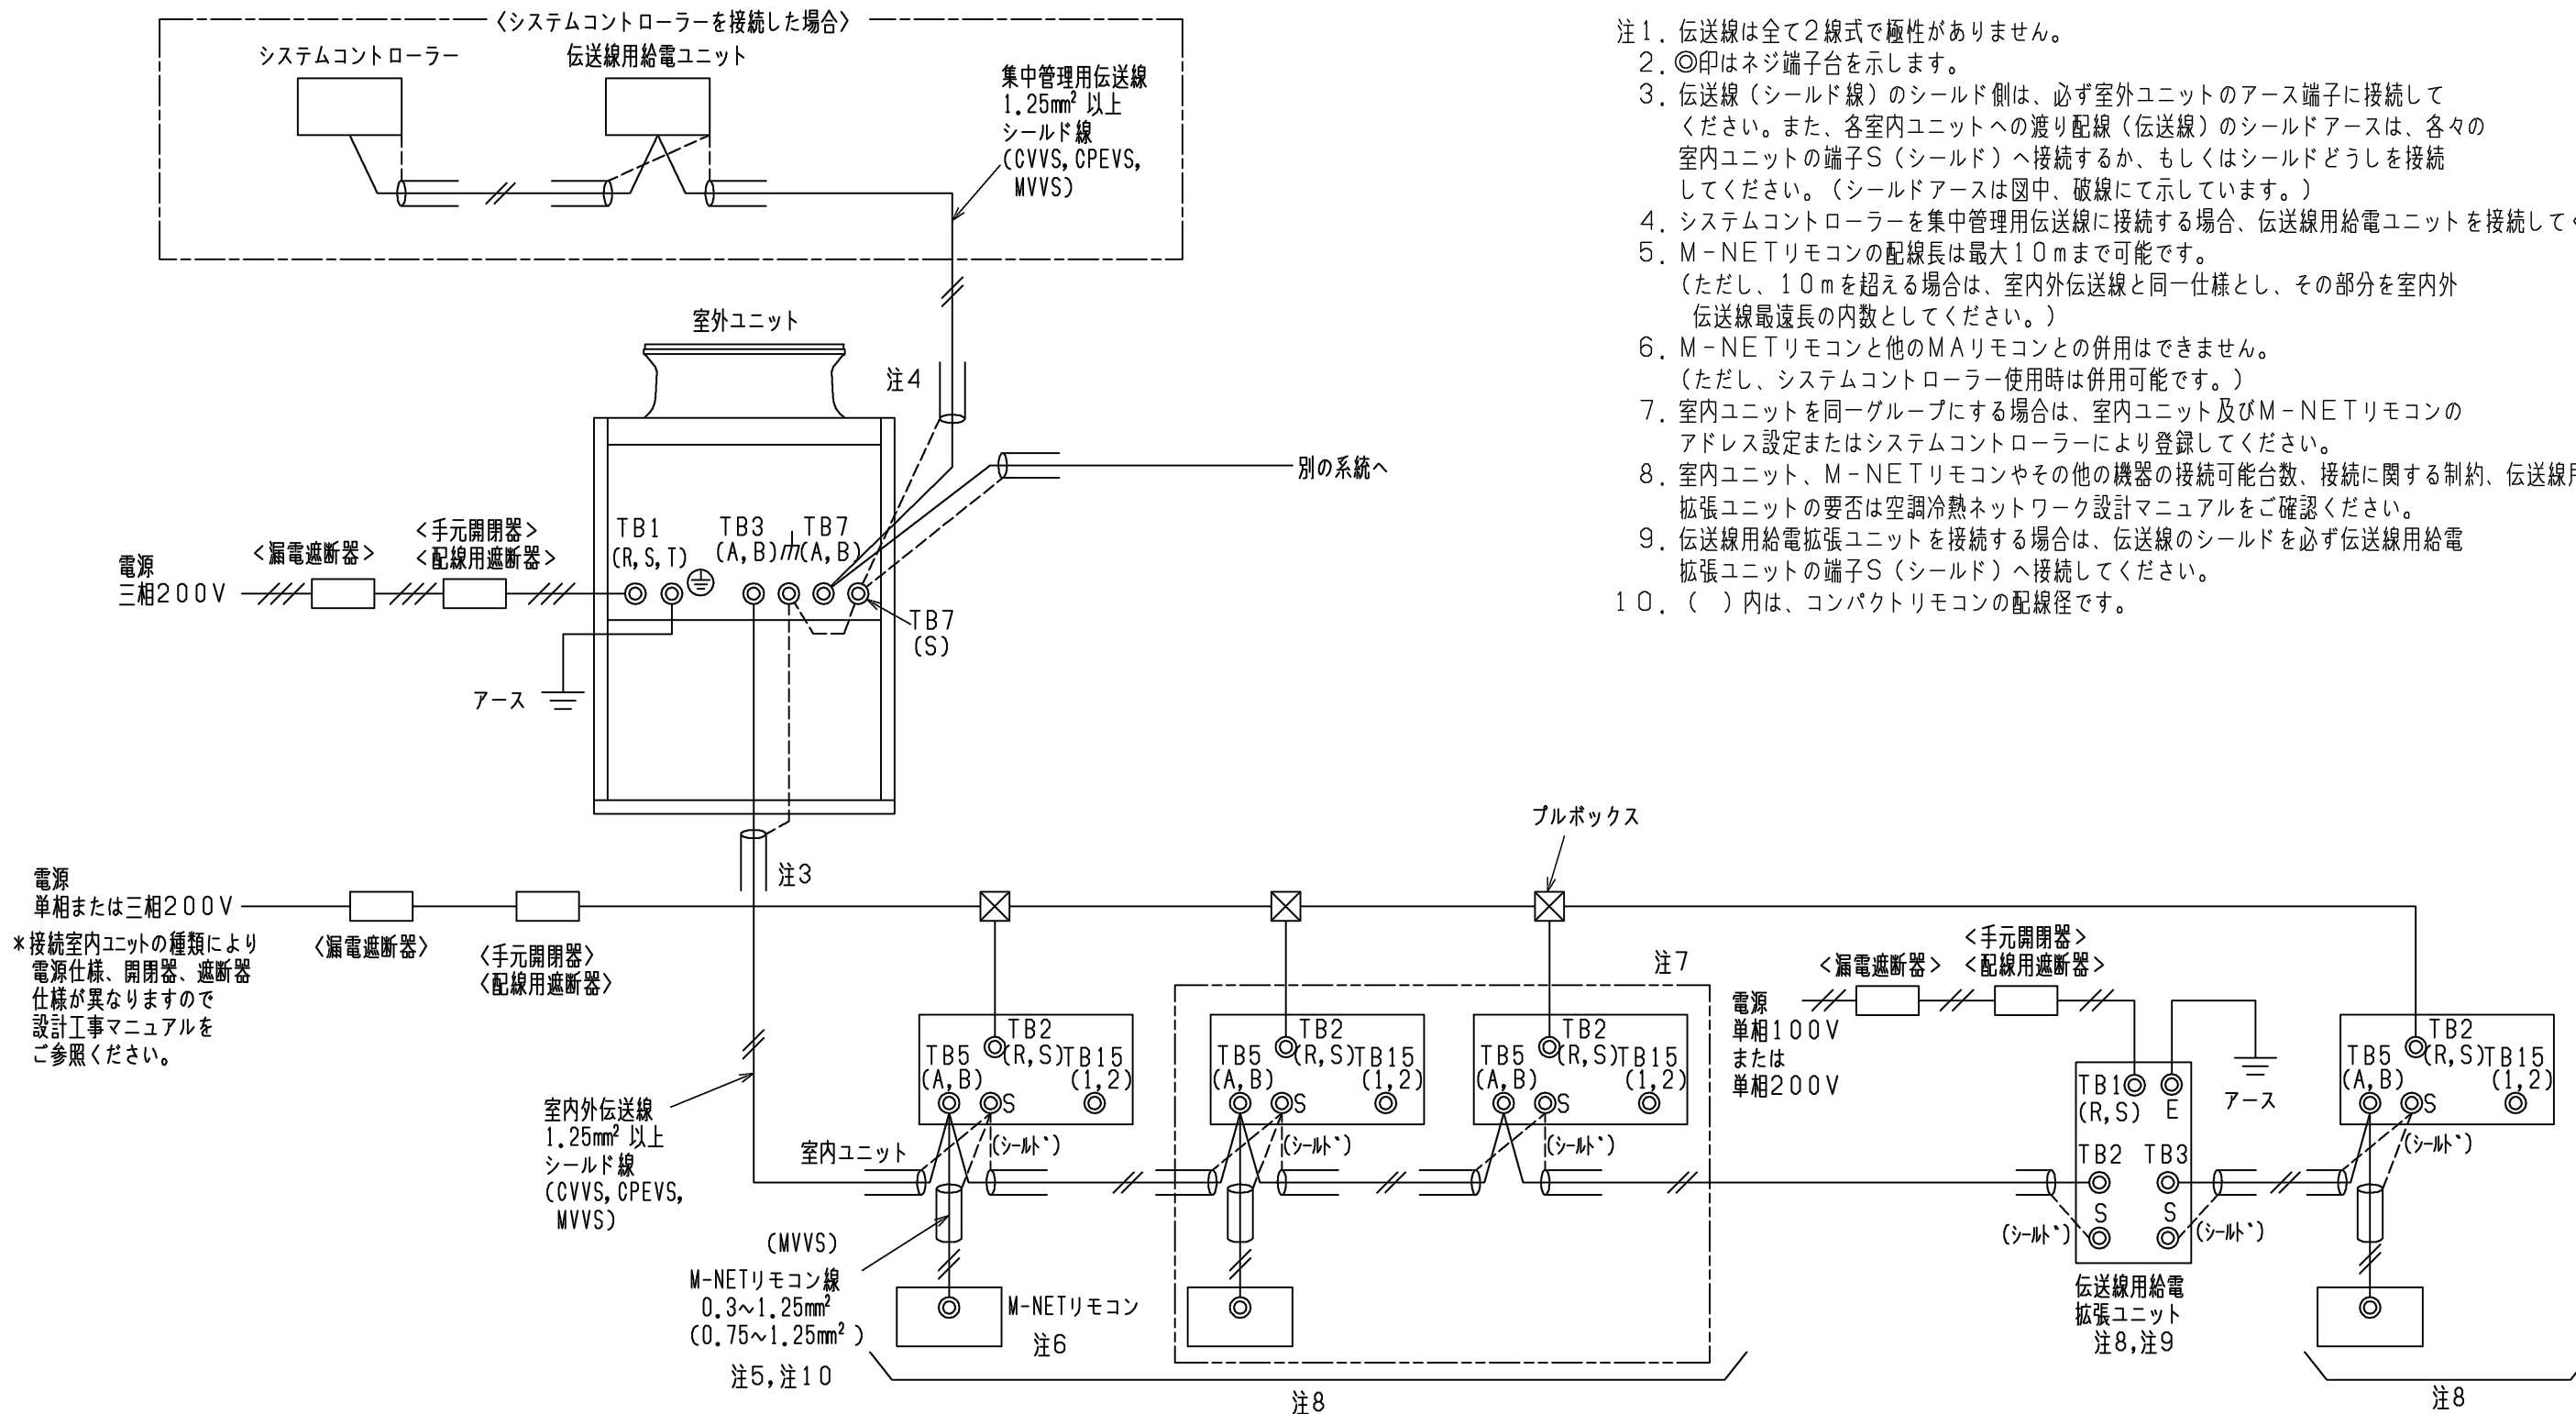 〈システムコントローラーを接続した場合〉
システムコントローラー
伝送線用給電ユニット
集中管理用伝送線
1.25mm² 以上
シールド線
(CVVS,CPEVS,
MVVS)
注1．伝送線は全て２線式で極性がありません。
２．◎印はネジ端子台を示します。
３．伝送線（シールド線）のシールド側は、必ず室外ユニットのアース端子に接続して
ください。また、各室内ユニットへの渡り配線（伝送線）のシールドアースは、各々の
室内ユニットの端子Ｓ（シールド）へ接続するか、もしくはシールドどうしを接続
してください。（シールドアースは図中、破線にて示しています。）
４．システムコントローラーを集中管理用伝送線に接続する場合、伝送線用給電ユニットを接続して
５．Ｍ－ＮＥＴリモコンの配線長は最大１０ｍまで可能です。
（ただし、１０ｍを超える場合は、室内外伝送線と同一仕様とし、その部分を室内外
伝送線最遠長の内数としてください。）
６．Ｍ－ＮＥＴリモコンと他のＭＡリモコンとの併用はできません。
（ただし、システムコントローラー使用時は併用可能です。）
７．室内ユニットを同一グループにする場合は、室内ユニット及びＭ－ＮＥＴリモコンの
アドレス設定またはシステムコントローラーにより登録してください。
８．室内ユニット、Ｍ－ＮＥＴリモコンやその他の機器の接続可能台数、接続に関する制約、伝送線
拡張ユニットの要否は空調冷熱ネットワーク設計マニュアルをご確認ください。
９．伝送線用給電拡張ユニットを接続する場合は、伝送線のシールドを必ず伝送線用給電
拡張ユニットの端子Ｓ（シールド）へ接続してください。
１０．（　）内は、コンパクトリモコンの配線径です。
室外ユニット
注4
別の系統へ
電源
三相２００Ｖ
<漏電遮断器>
<手元開閉器>
<配線用遮断器>
TB1
(R,S,T)
TB3
(A,B)
TB7
(A,B)
TB7
(S)
アース
注3
プルボックス
電源
単相または三相２００Ｖ
＊接続室内ユニットの種類により
電源仕様、開閉器、遮断器
仕様が異なりますので
設計工事マニュアルを
ご参照ください。
〈漏電遮断器〉
〈手元開閉器〉
〈配線用遮断器〉
注7
室内外伝送線
1.25mm² 以上
シールド線
(CVVS,CPEVS,
MVVS)
室内ユニット
TB2
(R,S)
TB5
(A,B)
TB15
(1,2)
S
(シールド)
TB2
(R,S)
TB5
(A,B)
TB15
(1,2)
S
(シールド)
TB2
(R,S)
TB5
(A,B)
TB15
(1,2)
S
(シールド)
電源
単相１００Ｖ
または
単相２００Ｖ
<漏電遮断器>
<手元開閉器>
<配線用遮断器>
TB1
(R,S)
E
アース
TB2
TB3
S
S
(シールド)
(シールド)
伝送線用給電
拡張ユニット
注8,注9
TB2
(R,S)
TB5
(A,B)
TB15
(1,2)
S
(シールド)
(MVVS)
M-NETリモコン線
0.3~1.25mm²
(0.75~1.25mm²)
注5,注10
M-NETリモコン
注6
注8
注8